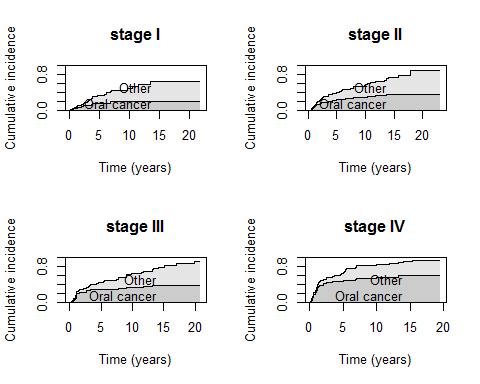 stage I
Cumulative incidence
0.8
0.0
Other
Oral cancer
0 5 10 15 20
Time (years)
stage II
Cumulative incidence
0.8
0.0
Other
Oral cancer
0 5 10 15 20
Time (years)
stage III
Cumulative incidence
0.8
0.0
Other
Oral cancer
0 5 10 15 20
Time (years)
stage IV
Cumulative incidence
0.8
0.0
Other
Oral cancer
0 5 10 15 20
Time (years)